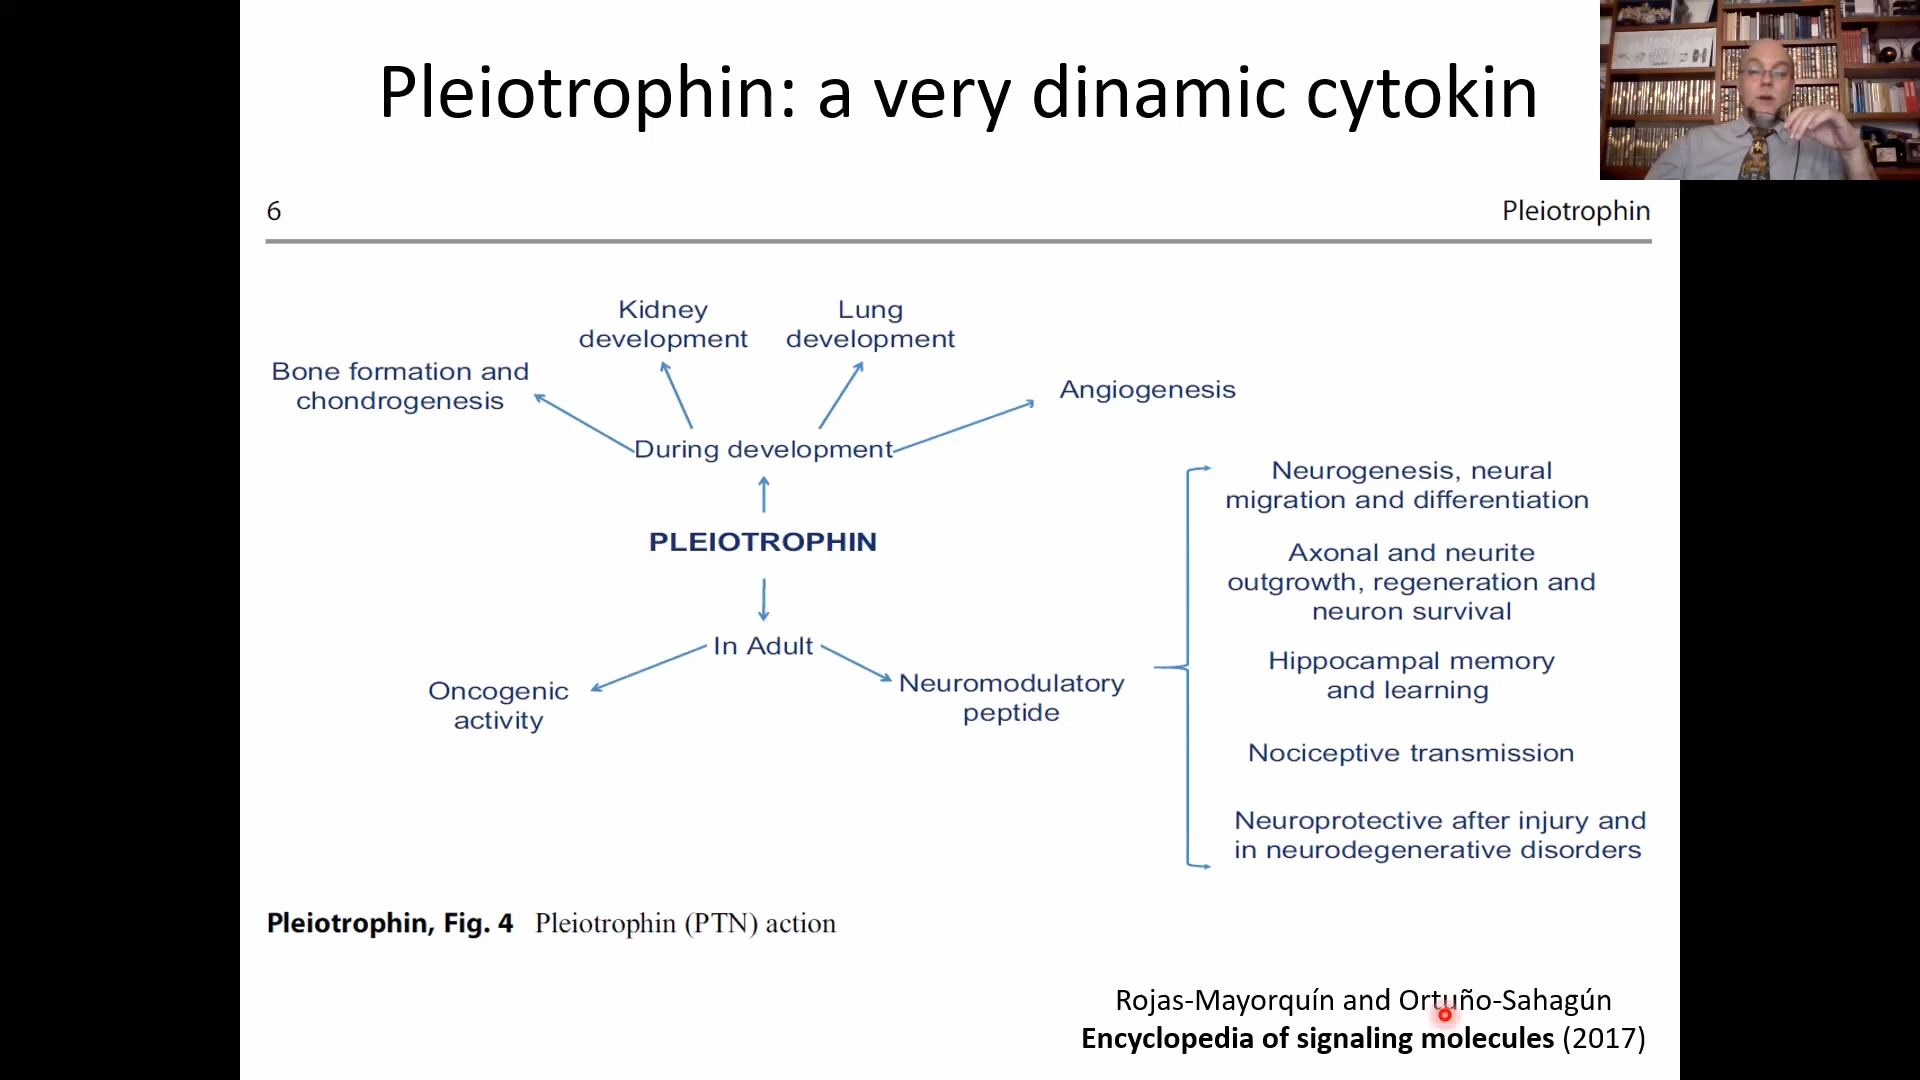 Pleiotrophin: a very dinamic cytokin
6 Pleiotrophin
Kidney
development
Lung
development
Bone formation and
chondrogenesis
Angiogenesis
During development
PLEIOTROPHIN
In Adult
Oncogenic
activity
Neuromodulatory
peptide
Neurogenesis, neural
migration and differentiation
Axonal and neurite
outgrowth, regeneration and
neuron survival
Hippocampal memory
and learning
Nociceptive transmission
Neuroprotective after injury and
in neurodegenerative disorders
Pleiotrophin, Fig. 4 Pleiotrophin (PTN) action
Rojas-Mayorquín and Ortuño-Sahagún
Encyclopedia of signaling molecules (2017)